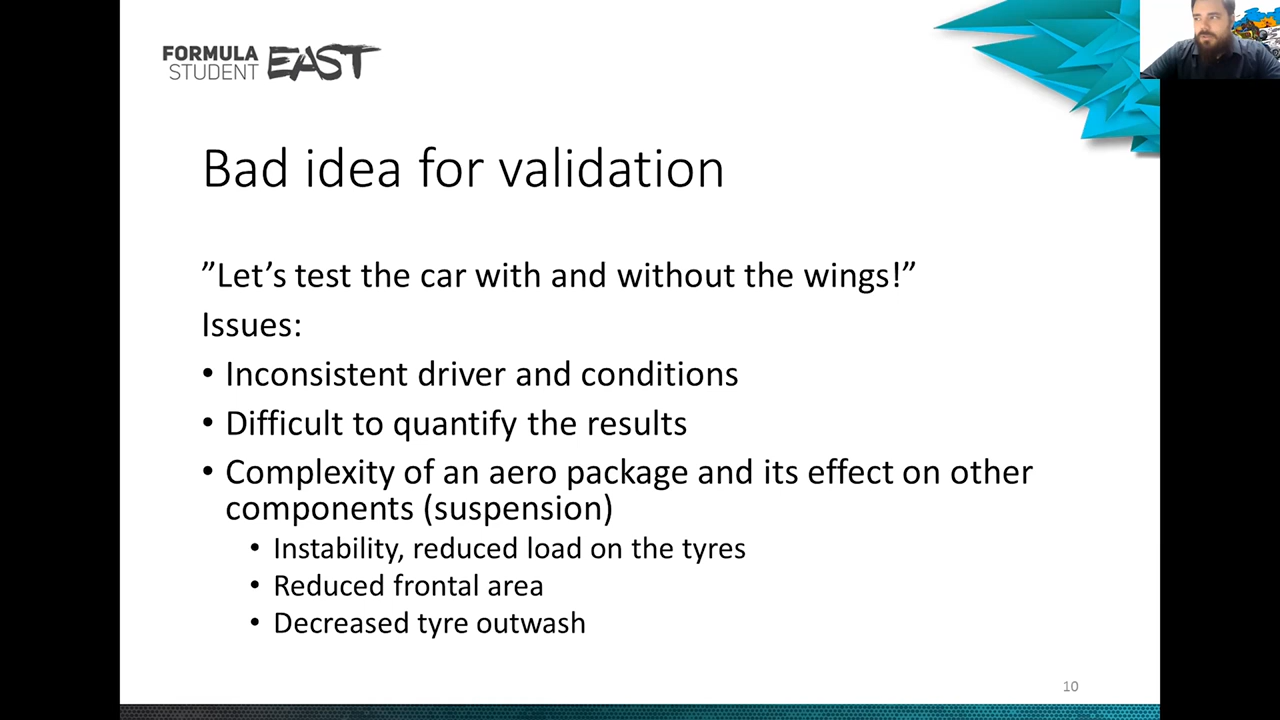 FORMULA
STUDENT EAST
Bad idea for validation
”Let’s test the car with and without the wings!”
Issues:
• Inconsistent driver and conditions
• Difficult to quantify the results
• Complexity of an aero package and its effect on other
components (suspension)
• Instability, reduced load on the tyres
• Reduced frontal area
• Decreased tyre outwash
10